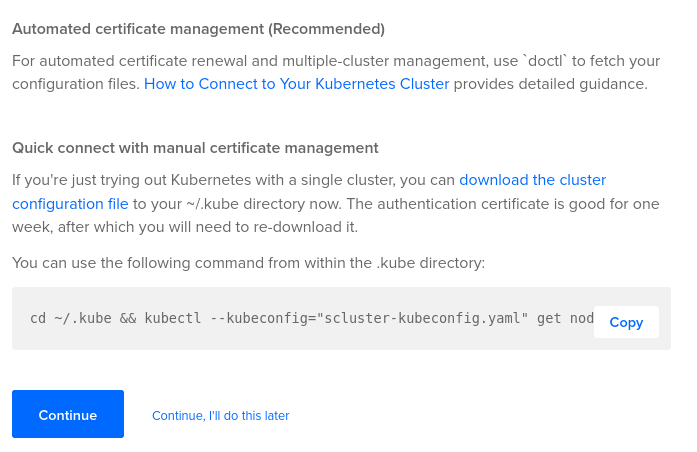 Automated certificate management (Recommended)
For automated certificate renewal and multiple-cluster management, use `doctl` to fetch your
configuration files. How to Connect to Your Kubernetes Cluster provides detailed guidance.
Quick connect with manual certificate management
If you're just trying out Kubernetes with a single cluster, you can download the cluster
configuration file to your ~/.kube directory now. The authentication certificate is good for one
week, after which you will need to re-download it.
You can use the following command from within the .kube directory:
cd ~/.kube && kubectl --kubeconfig="scluster-kubeconfig.yaml" get nod
Copy
Continue
Continue, I'll do this later